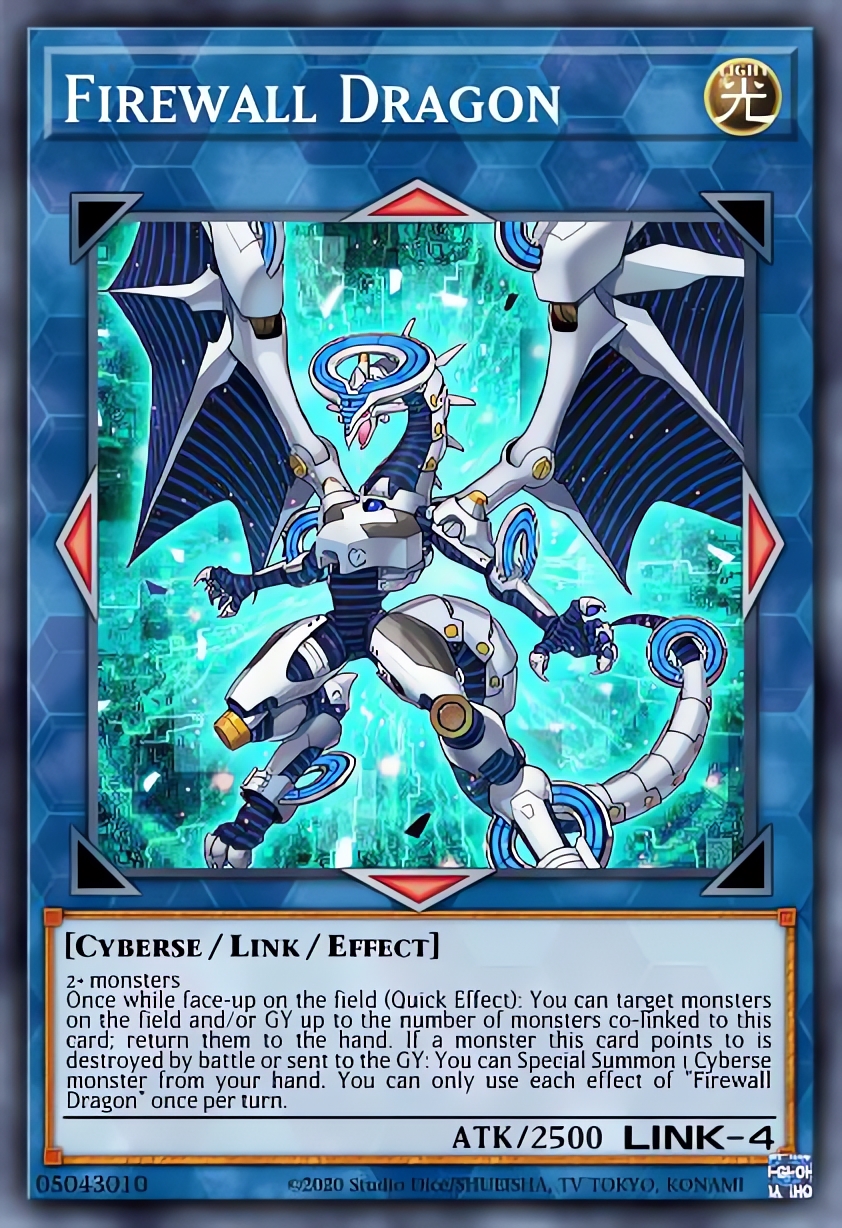 FIREWALL DRAGON
LIGHT
光
[CYBERSE / LINK / EFFECT]
2+ monsters
Once while face-up on the field (Quick Effect): You can target monsters
on the field and/or GY up to the number of monsters co-linked to this
card; return them to the hand. If a monster this card points to is
destroyed by battle or sent to the GY: You can Special Summon 1 Cyberse
monster from your hand. You can only use each effect of "Firewall
Dragon" once per turn.
ATK/2500 LINK-4
05043010
©2020 Studio Dice/SHUEISHA, TV TOKYO, KONAMI